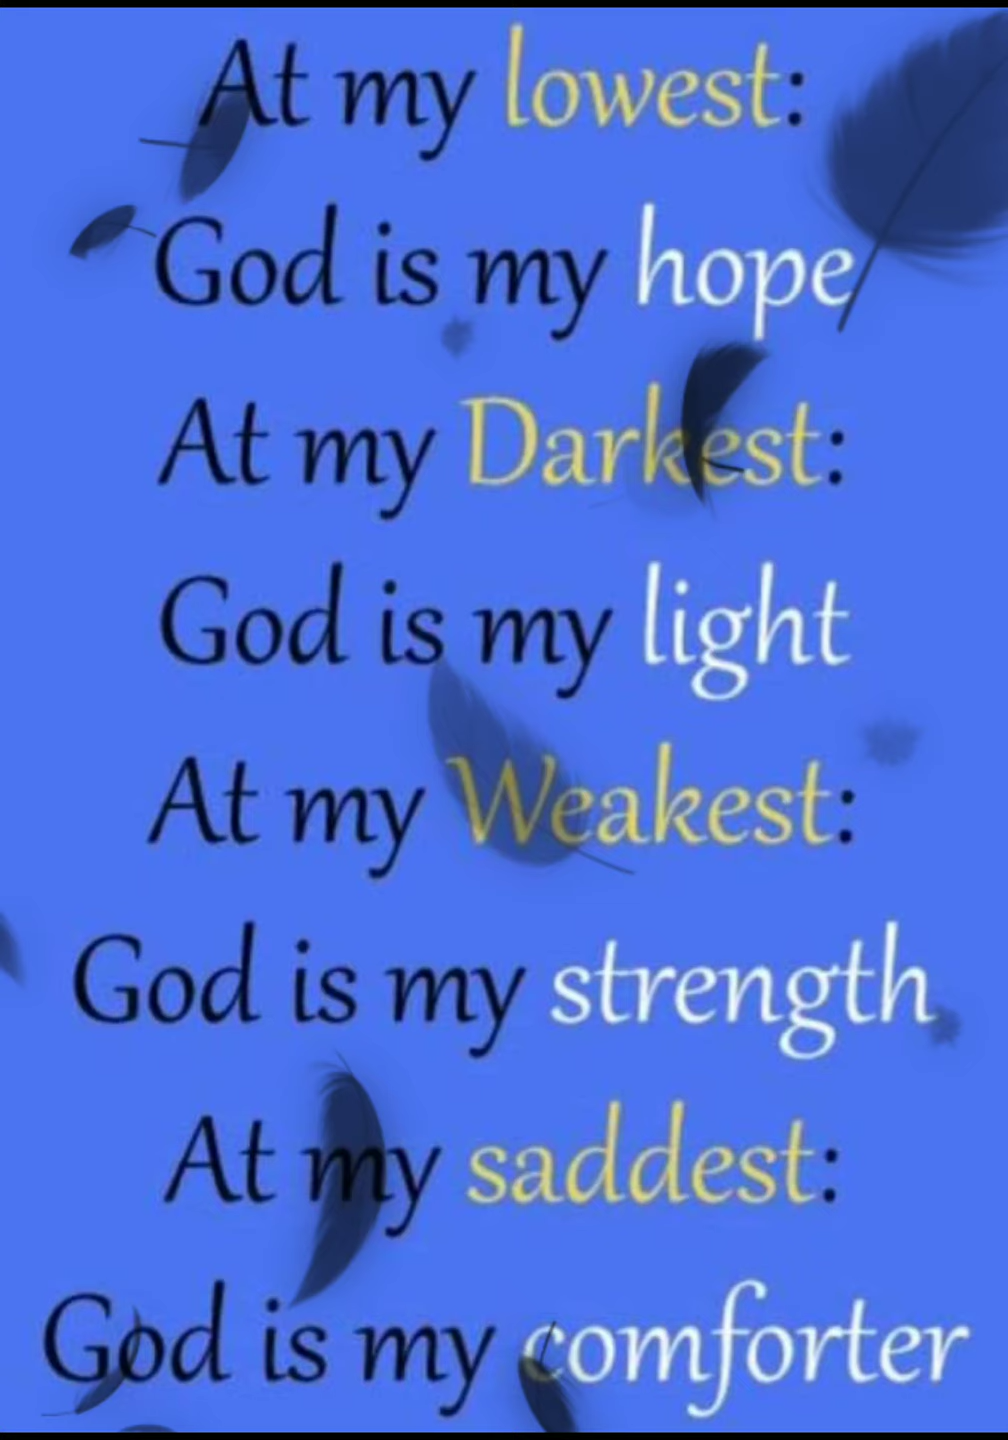 At my lowest:
God is my hope
At my Darkest:
God is my light
At my Weakest:
God is my strength
At my saddest:
God is my comforter